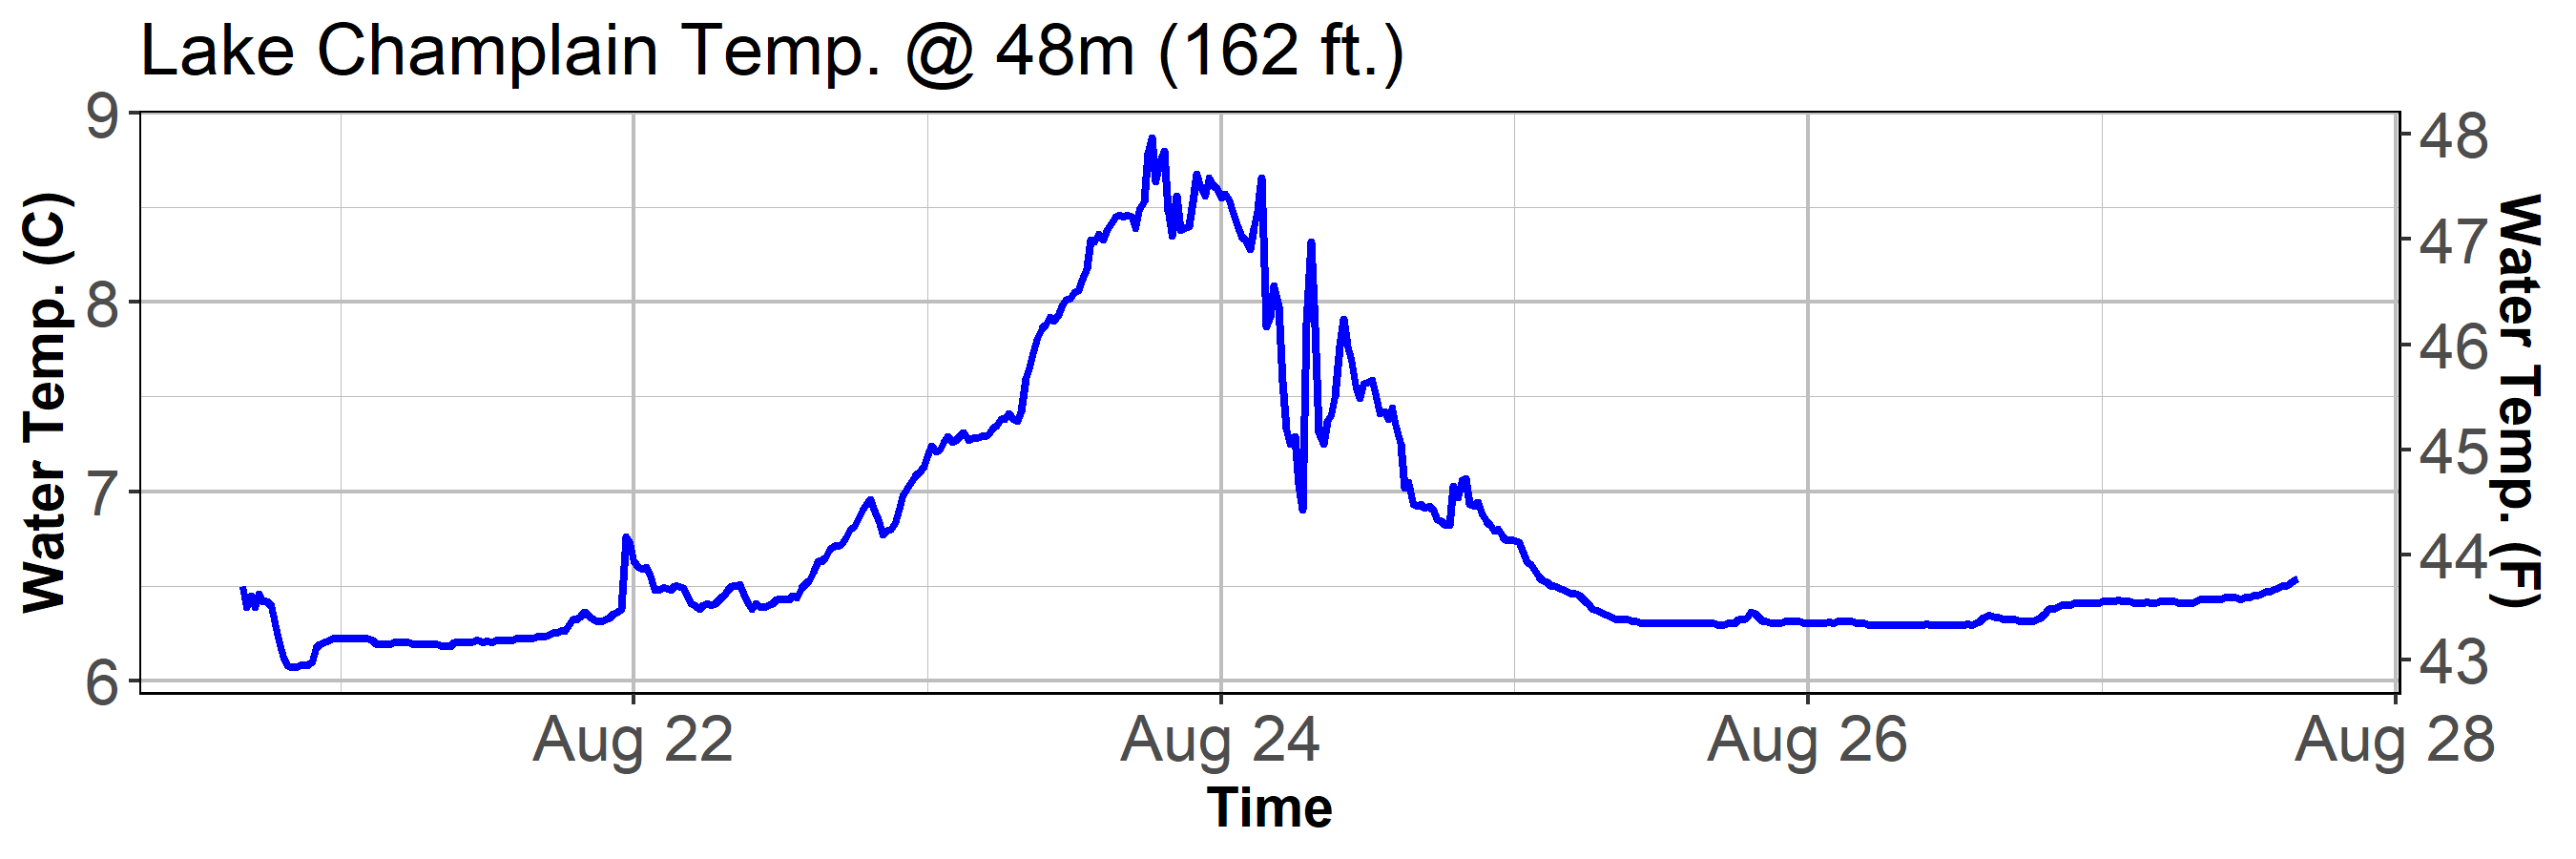 Lake Champlain Temp. @ 48m (162 ft.)
Water Temp. (C)
9
8
7
6
48
47
46
45
44
43
Water Temp. (F)
Aug 22 Aug 24 Aug 26 Aug 28
Time